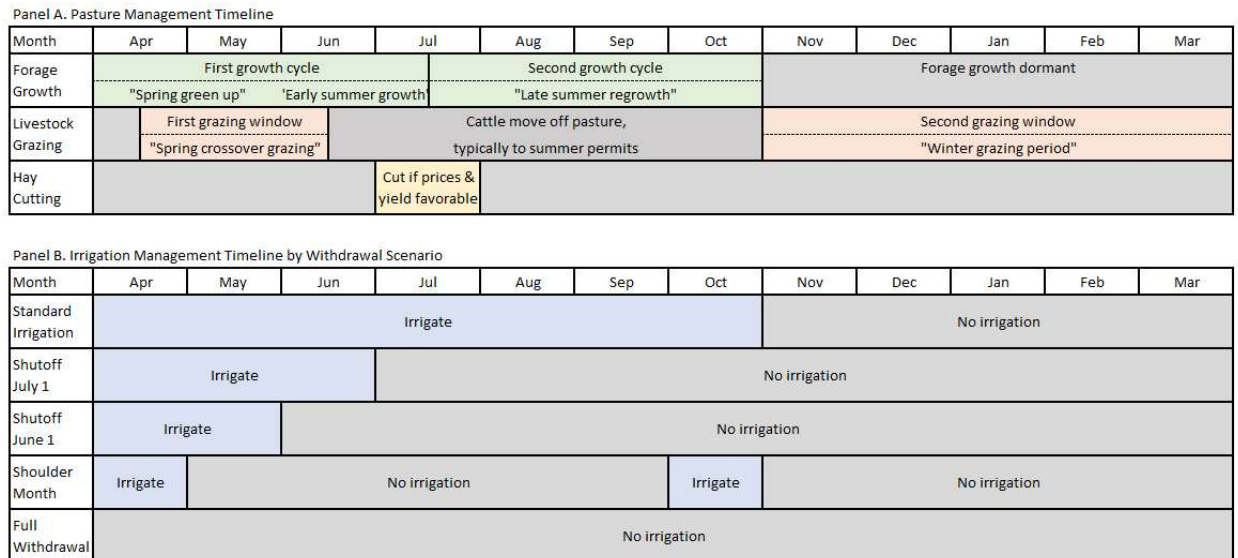 Panel A. Pasture Management Timeline
Month Apr May Jun Jul Aug Sep Oct Nov Dec Jan Feb Mar
Forage Growth First growth cycle Second growth cycle Forage growth dormant
"Spring green up" 'Early summer growth' "Late summer regrowth"
Livestock Grazing First grazing window Cattle move off pasture, Second grazing window
"Spring crossover grazing" typically to summer permits "Winter grazing period"
Hay Cutting Cut if prices &
yield favorable
Panel B. Irrigation Management Timeline by Withdrawal Scenario
Month Apr May Jun Jul Aug Sep Oct Nov Dec Jan Feb Mar
Standard Irrigation Irrigate No irrigation
Shutoff July 1 Irrigate No irrigation
Shutoff June 1 Irrigate No irrigation
Shoulder Month Irrigate No irrigation Irrigate No irrigation
Full Withdrawal No irrigation